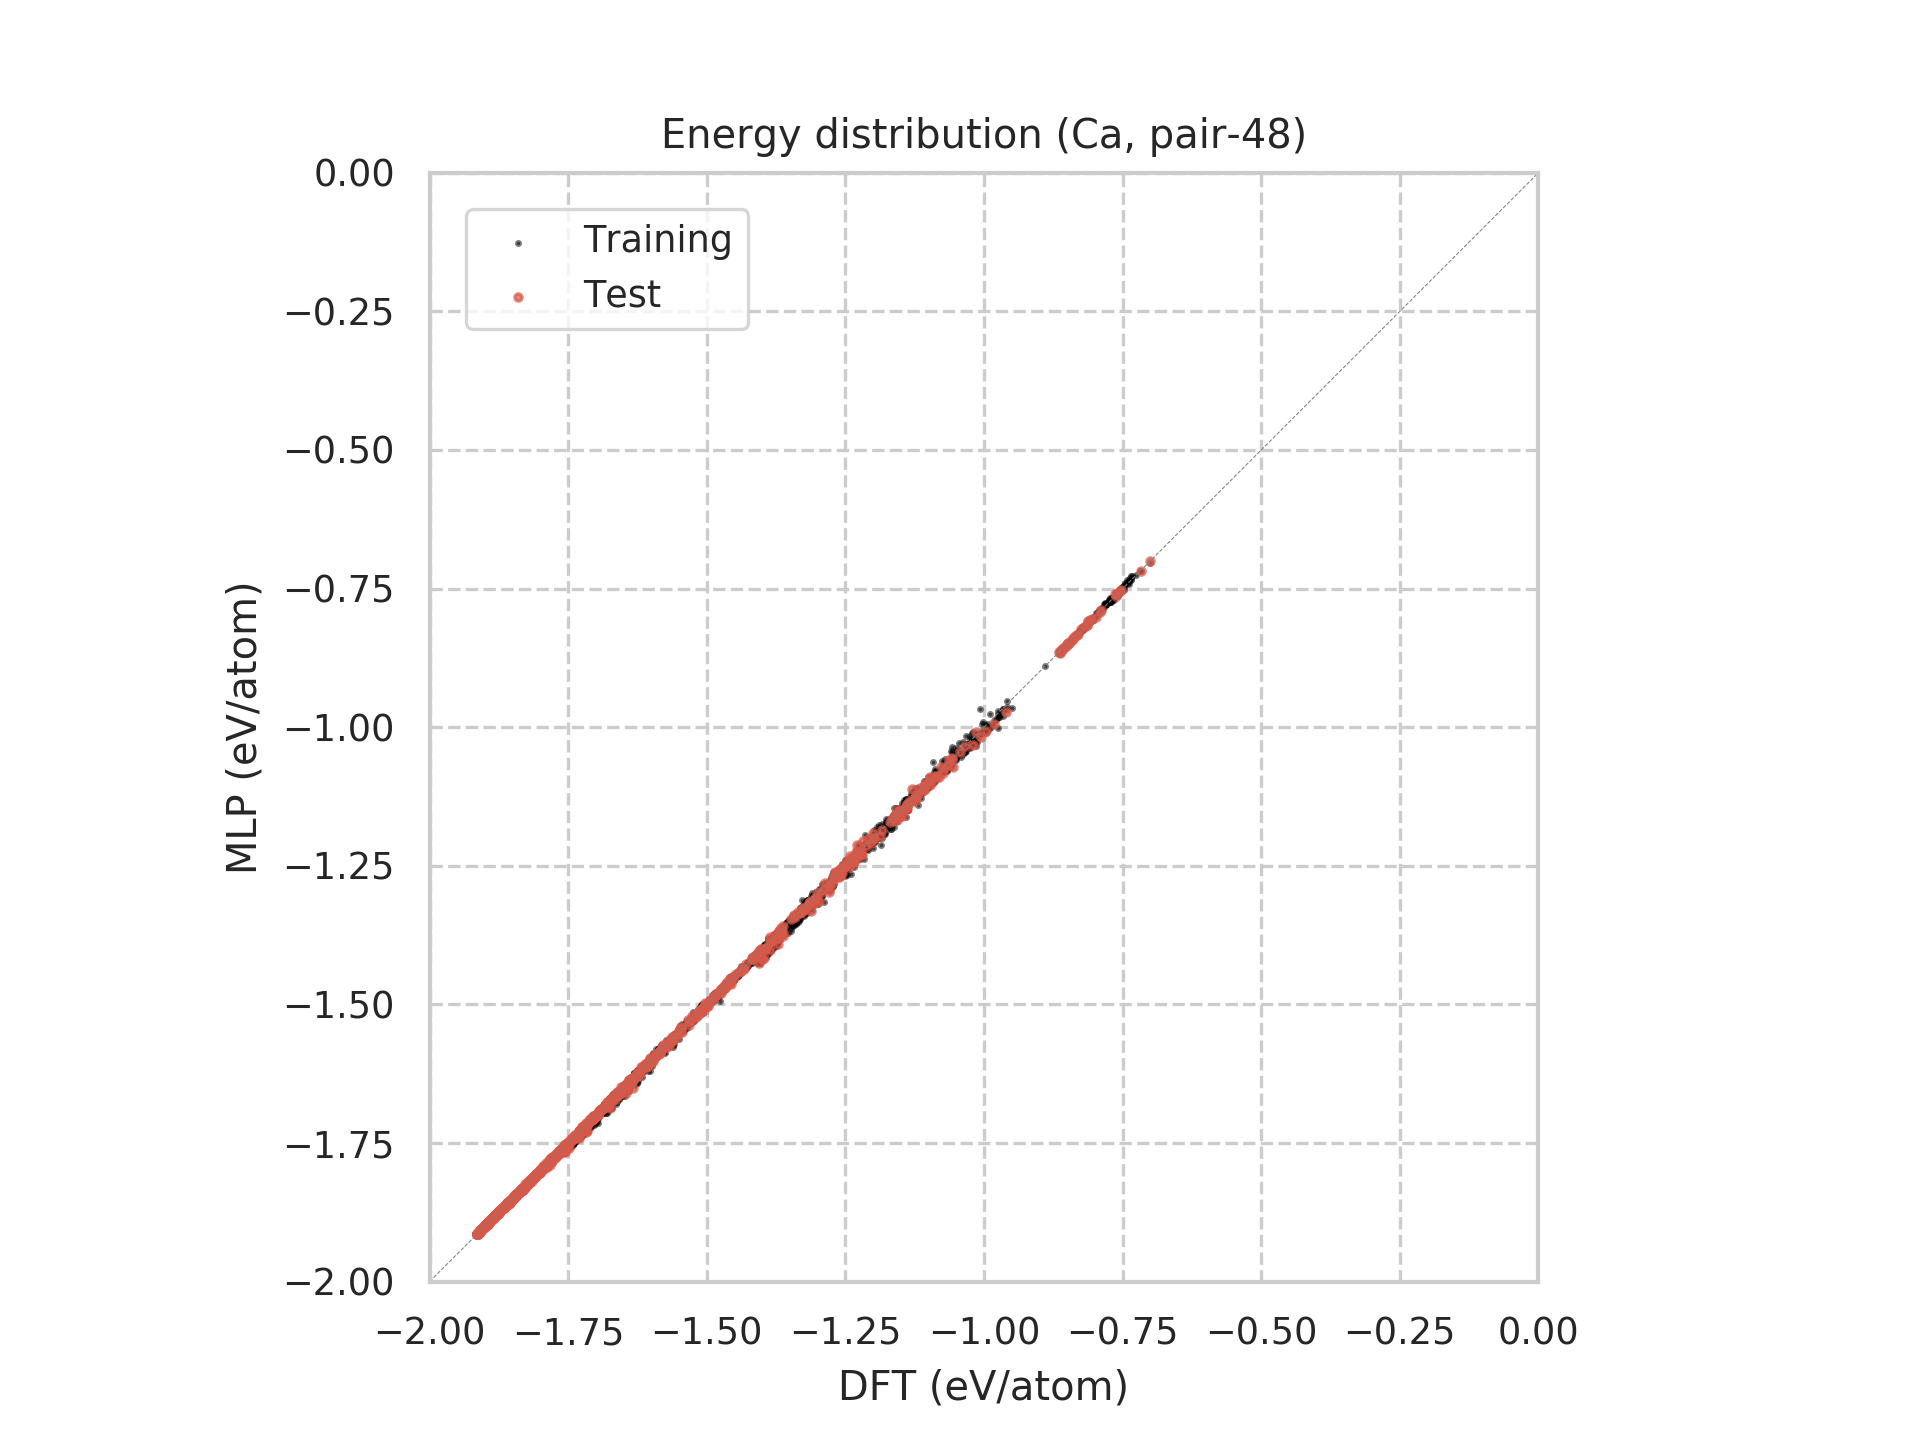 Energy distribution (Ca, pair-48)
0.00
−0.25
−0.50
−0.75
−1.00
−1.25
−1.50
−1.75
−2.00
MLP (eV/atom)
Training
Test
−2.00 −1.75 −1.50 −1.25 −1.00 −0.75 −0.50 −0.25 0.00
DFT (eV/atom)